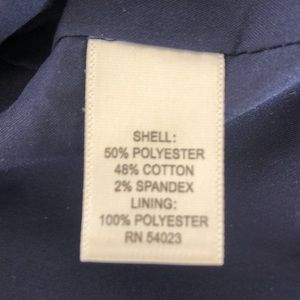 SHELL:
50% POLYESTER
48% COTTON
2% SPANDEX
LINING:
100% POLYESTER
RN 54023